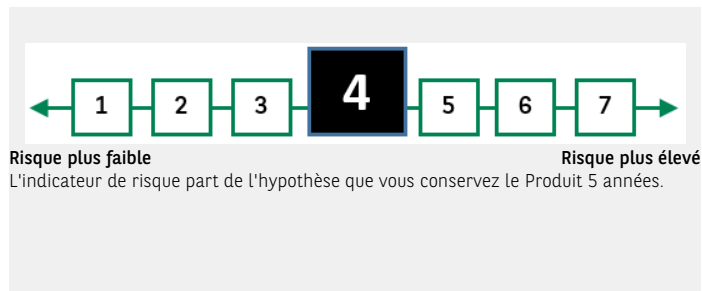 1 2 3 4 5 6 7
Risque plus faible Risque plus élevé
L'indicateur de risque part de l'hypothèse que vous conservez le Produit 5 années.